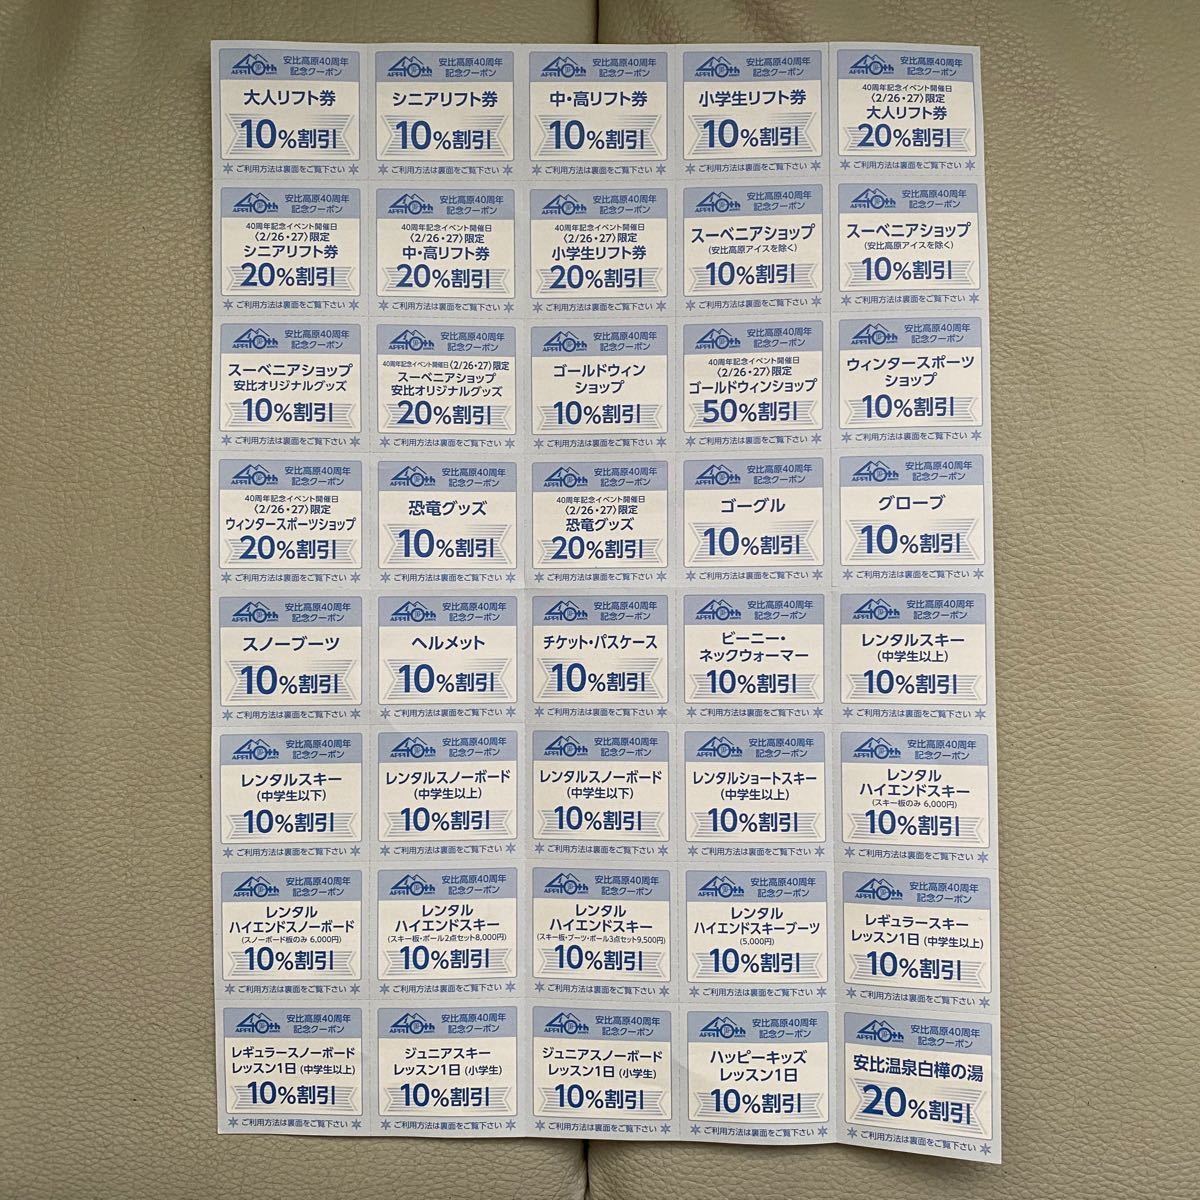 APPI 40th 安比高原40周年
記念クーポン
大人リフト券
10%割引
ご利用方法は裏面をご覧下さい
APPI 40th 安比高原40周年
記念クーポン
シニアリフト券
10%割引
ご利用方法は裏面をご覧下さい
APPI 40th 安比高原40周年
記念クーポン
中・高リフト券
10%割引
ご利用方法は裏面をご覧下さい
APPI 40th 安比高原40周年
記念クーポン
小学生リフト券
10%割引
ご利用方法は裏面をご覧下さい
APPI 40th 安比高原40周年
記念クーポン
40周年記念イベント開催日
〈2/26・27〉限定
大人リフト券
20%割引
ご利用方法は裏面をご覧下さい
APPI 40th 安比高原40周年
記念クーポン
40周年記念イベント開催日
〈2/26・27〉限定
シニアリフト券
20%割引
ご利用方法は裏面をご覧下さい
APPI 40th 安比高原40周年
記念クーポン
40周年記念イベント開催日
〈2/26・27〉限定
中・高リフト券
20%割引
ご利用方法は裏面をご覧下さい
APPI 40th 安比高原40周年
記念クーポン
40周年記念イベント開催日
〈2/26・27〉限定
小学生リフト券
20%割引
ご利用方法は裏面をご覧下さい
APPI 40th 安比高原40周年
記念クーポン
スーベニアショップ
(安比高原アイスを除く)
10%割引
ご利用方法は裏面をご覧下さい
APPI 40th 安比高原40周年
記念クーポン
スーベニアショップ
(安比高原アイスを除く)
10%割引
ご利用方法は裏面をご覧下さい
APPI 40th 安比高原40周年
記念クーポン
スーベニアショップ
安比オリジナルグッズ
10%割引
ご利用方法は裏面をご覧下さい
APPI 40th 安比高原40周年
記念クーポン
40周年記念イベント開催日〈2/26・27〉限定
スーベニアショップ
安比オリジナルグッズ
20%割引
ご利用方法は裏面をご覧下さい
APPI 40th 安比高原40周年
記念クーポン
ゴールドウィン
ショップ
10%割引
ご利用方法は裏面をご覧下さい
APPI 40th 安比高原40周年
記念クーポン
40周年記念イベント開催日
〈2/26・27〉限定
ゴールドウィンショップ
50%割引
ご利用方法は裏面をご覧下さい
APPI 40th 安比高原40周年
記念クーポン
ウィンタースポーツ
ショップ
10%割引
ご利用方法は裏面をご覧下さい
APPI 40th 安比高原40周年
記念クーポン
40周年記念イベント開催日
〈2/26・27〉限定
ウィンタースポーツショップ
20%割引
ご利用方法は裏面をご覧下さい
APPI 40th 安比高原40周年
記念クーポン
恐竜グッズ
10%割引
ご利用方法は裏面をご覧下さい
APPI 40th 安比高原40周年
記念クーポン
40周年記念イベント開催日
〈2/26・27〉限定
恐竜グッズ
20%割引
ご利用方法は裏面をご覧下さい
APPI 40th 安比高原40周年
記念クーポン
ゴーグル
10%割引
ご利用方法は裏面をご覧下さい
APPI 40th 安比高原40周年
記念クーポン
グローブ
10%割引
ご利用方法は裏面をご覧下さい
APPI 40th 安比高原40周年
記念クーポン
スノーブーツ
10%割引
ご利用方法は裏面をご覧下さい
APPI 40th 安比高原40周年
記念クーポン
ヘルメット
10%割引
ご利用方法は裏面をご覧下さい
APPI 40th 安比高原40周年
記念クーポン
チケット・パスケース
10%割引
ご利用方法は裏面をご覧下さい
APPI 40th 安比高原40周年
記念クーポン
ビーニー・
ネックウォーマー
10%割引
ご利用方法は裏面をご覧下さい
APPI 40th 安比高原40周年
記念クーポン
レンタルスキー
(中学生以上)
10%割引
ご利用方法は裏面をご覧下さい
APPI 40th 安比高原40周年
記念クーポン
レンタルスキー
(中学生以下)
10%割引
ご利用方法は裏面をご覧下さい
APPI 40th 安比高原40周年
記念クーポン
レンタルスノーボード
(中学生以上)
10%割引
ご利用方法は裏面をご覧下さい
APPI 40th 安比高原40周年
記念クーポン
レンタルスノーボード
(中学生以下)
10%割引
ご利用方法は裏面をご覧下さい
APPI 40th 安比高原40周年
記念クーポン
レンタルショートスキー
(中学生以上)
10%割引
ご利用方法は裏面をご覧下さい
APPI 40th 安比高原40周年
記念クーポン
レンタル
ハイエンドスキー
(スキー板のみ 6,000円)
10%割引
ご利用方法は裏面をご覧下さい
APPI 40th 安比高原40周年
記念クーポン
レンタル
ハイエンドスノーボード
(スノーボード板のみ 6,000円)
10%割引
ご利用方法は裏面をご覧下さい
APPI 40th 安比高原40周年
記念クーポン
レンタル
ハイエンドスキー
(スキー板・ポール2点セット8,000円)
10%割引
ご利用方法は裏面をご覧下さい
APPI 40th 安比高原40周年
記念クーポン
レンタル
ハイエンドスキー
(スキー板・ブーツ・ポール3点セット9,500円)
10%割引
ご利用方法は裏面をご覧下さい
APPI 40th 安比高原40周年
記念クーポン
レンタル
ハイエンドスキーブーツ
(5,000円)
10%割引
ご利用方法は裏面をご覧下さい
APPI 40th 安比高原40周年
記念クーポン
レギュラースキー
レッスン1日 (中学生以上)
10%割引
ご利用方法は裏面をご覧下さい
APPI 40th 安比高原40周年
記念クーポン
レギュラースノーボード
レッスン1日 (中学生以上)
10%割引
ご利用方法は裏面をご覧下さい
APPI 40th 安比高原40周年
記念クーポン
ジュニアスキー
レッスン1日 (小学生)
10%割引
ご利用方法は裏面をご覧下さい
APPI 40th 安比高原40周年
記念クーポン
ジュニアスノーボード
レッスン1日 (小学生)
10%割引
ご利用方法は裏面をご覧下さい
APPI 40th 安比高原40周年
記念クーポン
ハッピーキッズ
レッスン1日
10%割引
ご利用方法は裏面をご覧下さい
APPI 40th 安比高原40周年
記念クーポン
安比温泉白樺の湯
20%割引
ご利用方法は裏面をご覧下さい